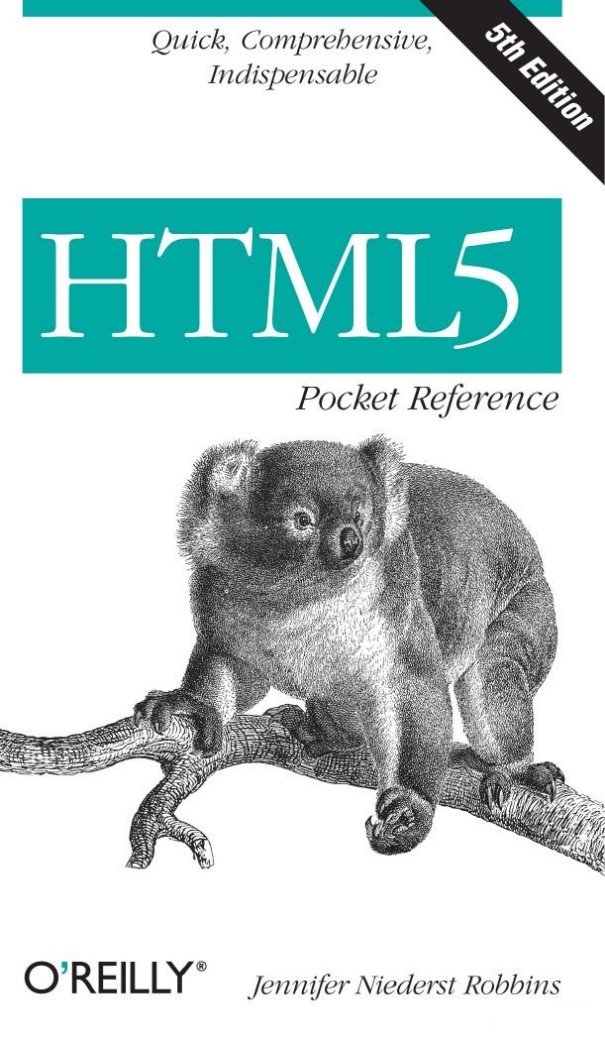 Quick, Comprehensive,
Indispensable
5th Edition
HTML5
Pocket Reference
O'REILLY®
Jennifer Niederst Robbins